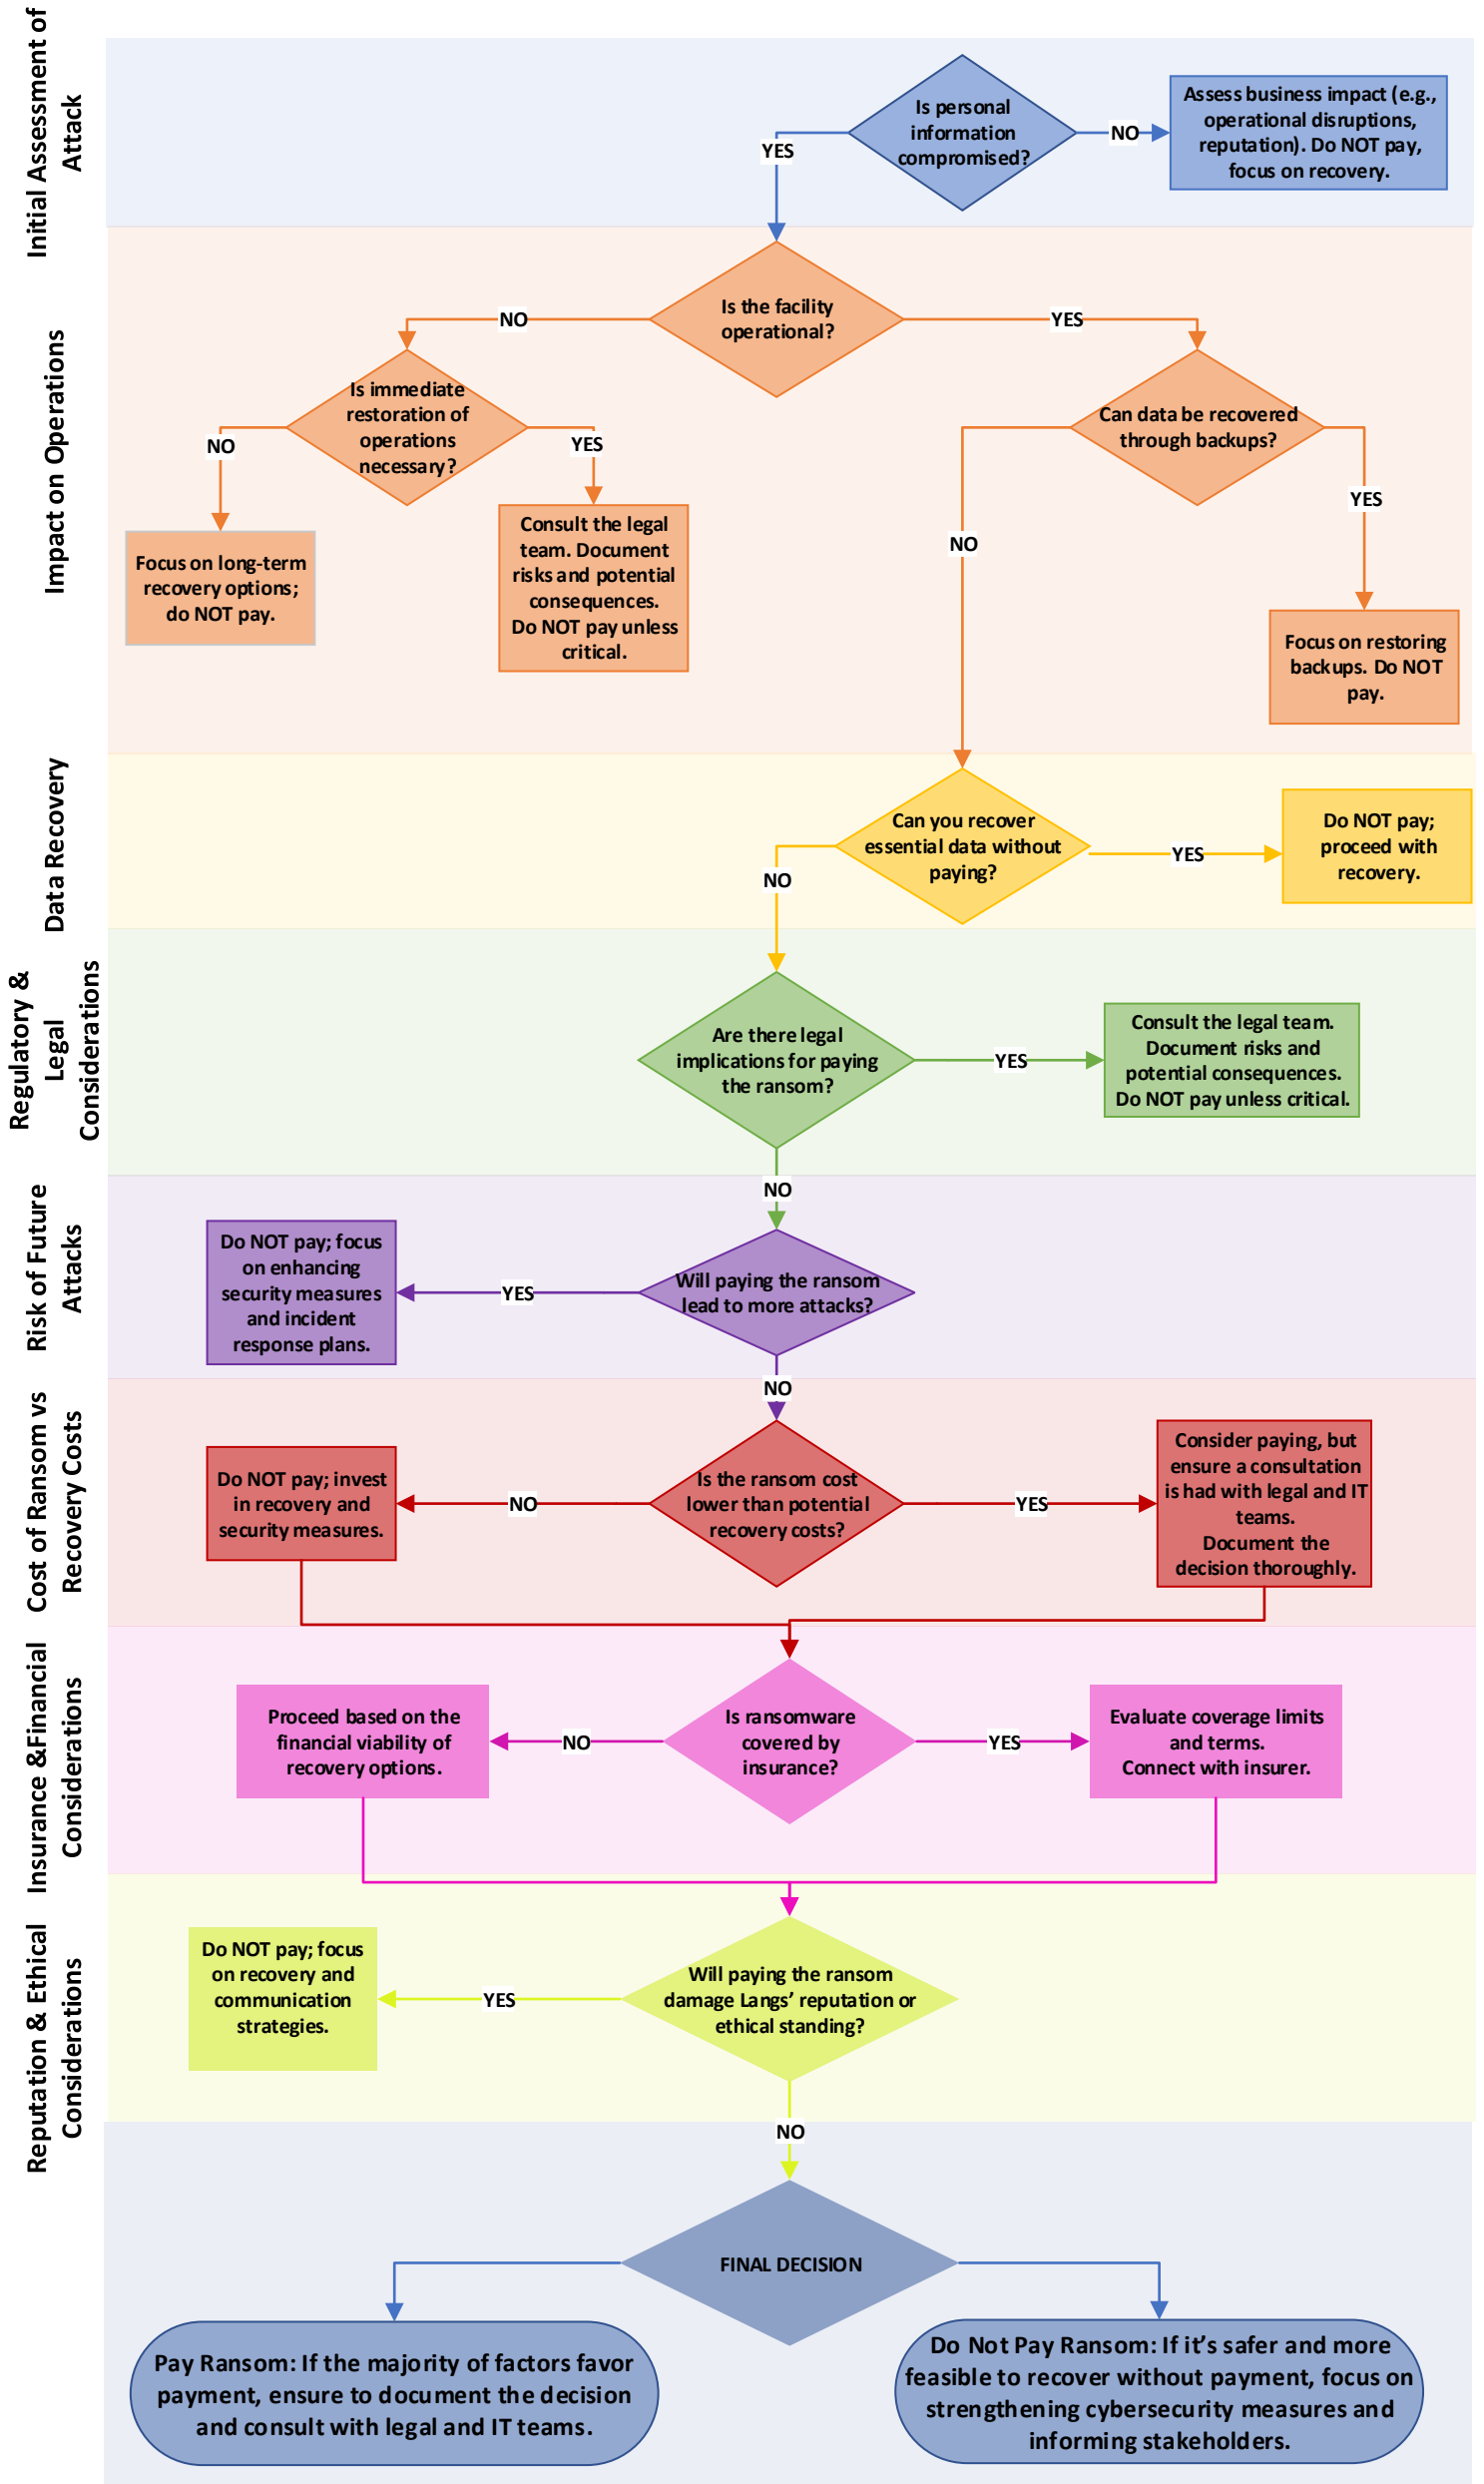 Initial Assessment of
Attack
Is personal
information
compromised?
NO
Assess business impact (e.g.,
operational disruptions,
reputation). Do NOT pay,
focus on recovery.
YES
Impact on Operations
Is the facility
operational?
NO
YES
Is immediate
restoration of
operations
necessary?
Can data be recovered
through backups?
NO
YES
NO
YES
Focus on long-term
recovery options;
do NOT pay.
Consult the legal
team. Document
risks and potential
consequences.
Do NOT pay unless
critical.
Focus on restoring
backups. Do NOT
pay.
Data Recovery
Can you recover
essential data without
paying?
YES
Do NOT pay;
proceed with
recovery.
NO
Regulatory &
Legal
Considerations
Are there legal
implications for paying
the ransom?
YES
Consult the legal team.
Document risks and
potential consequences.
Do NOT pay unless critical.
NO
Risk of Future
Attacks
Do NOT pay; focus
on enhancing
security measures
and incident
response plans.
YES
Will paying the ransom
lead to more attacks?
NO
Cost of Ransom vs
Recovery Costs
Do NOT pay; invest
in recovery and
security measures.
NO
Is the ransom cost
lower than potential
recovery costs?
YES
Consider paying, but
ensure a consultation
is had with legal and IT
teams.
Document the
decision thoroughly.
Insurance &Financial
Considerations
Proceed based on the
financial viability of
recovery options.
NO
Is ransomware
covered by
insurance?
YES
Evaluate coverage limits
and terms.
Connect with insurer.
Reputation & Ethical
Considerations
Do NOT pay; focus
on recovery and
communication
strategies.
YES
Will paying the ransom
damage Langs’ reputation or
ethical standing?
NO
FINAL DECISION
Pay Ransom: If the majority of factors favor
payment, ensure to document the decision
and consult with legal and IT teams.
Do Not Pay Ransom: If it’s safer and more
feasible to recover without payment, focus on
strengthening cybersecurity measures and
informing stakeholders.